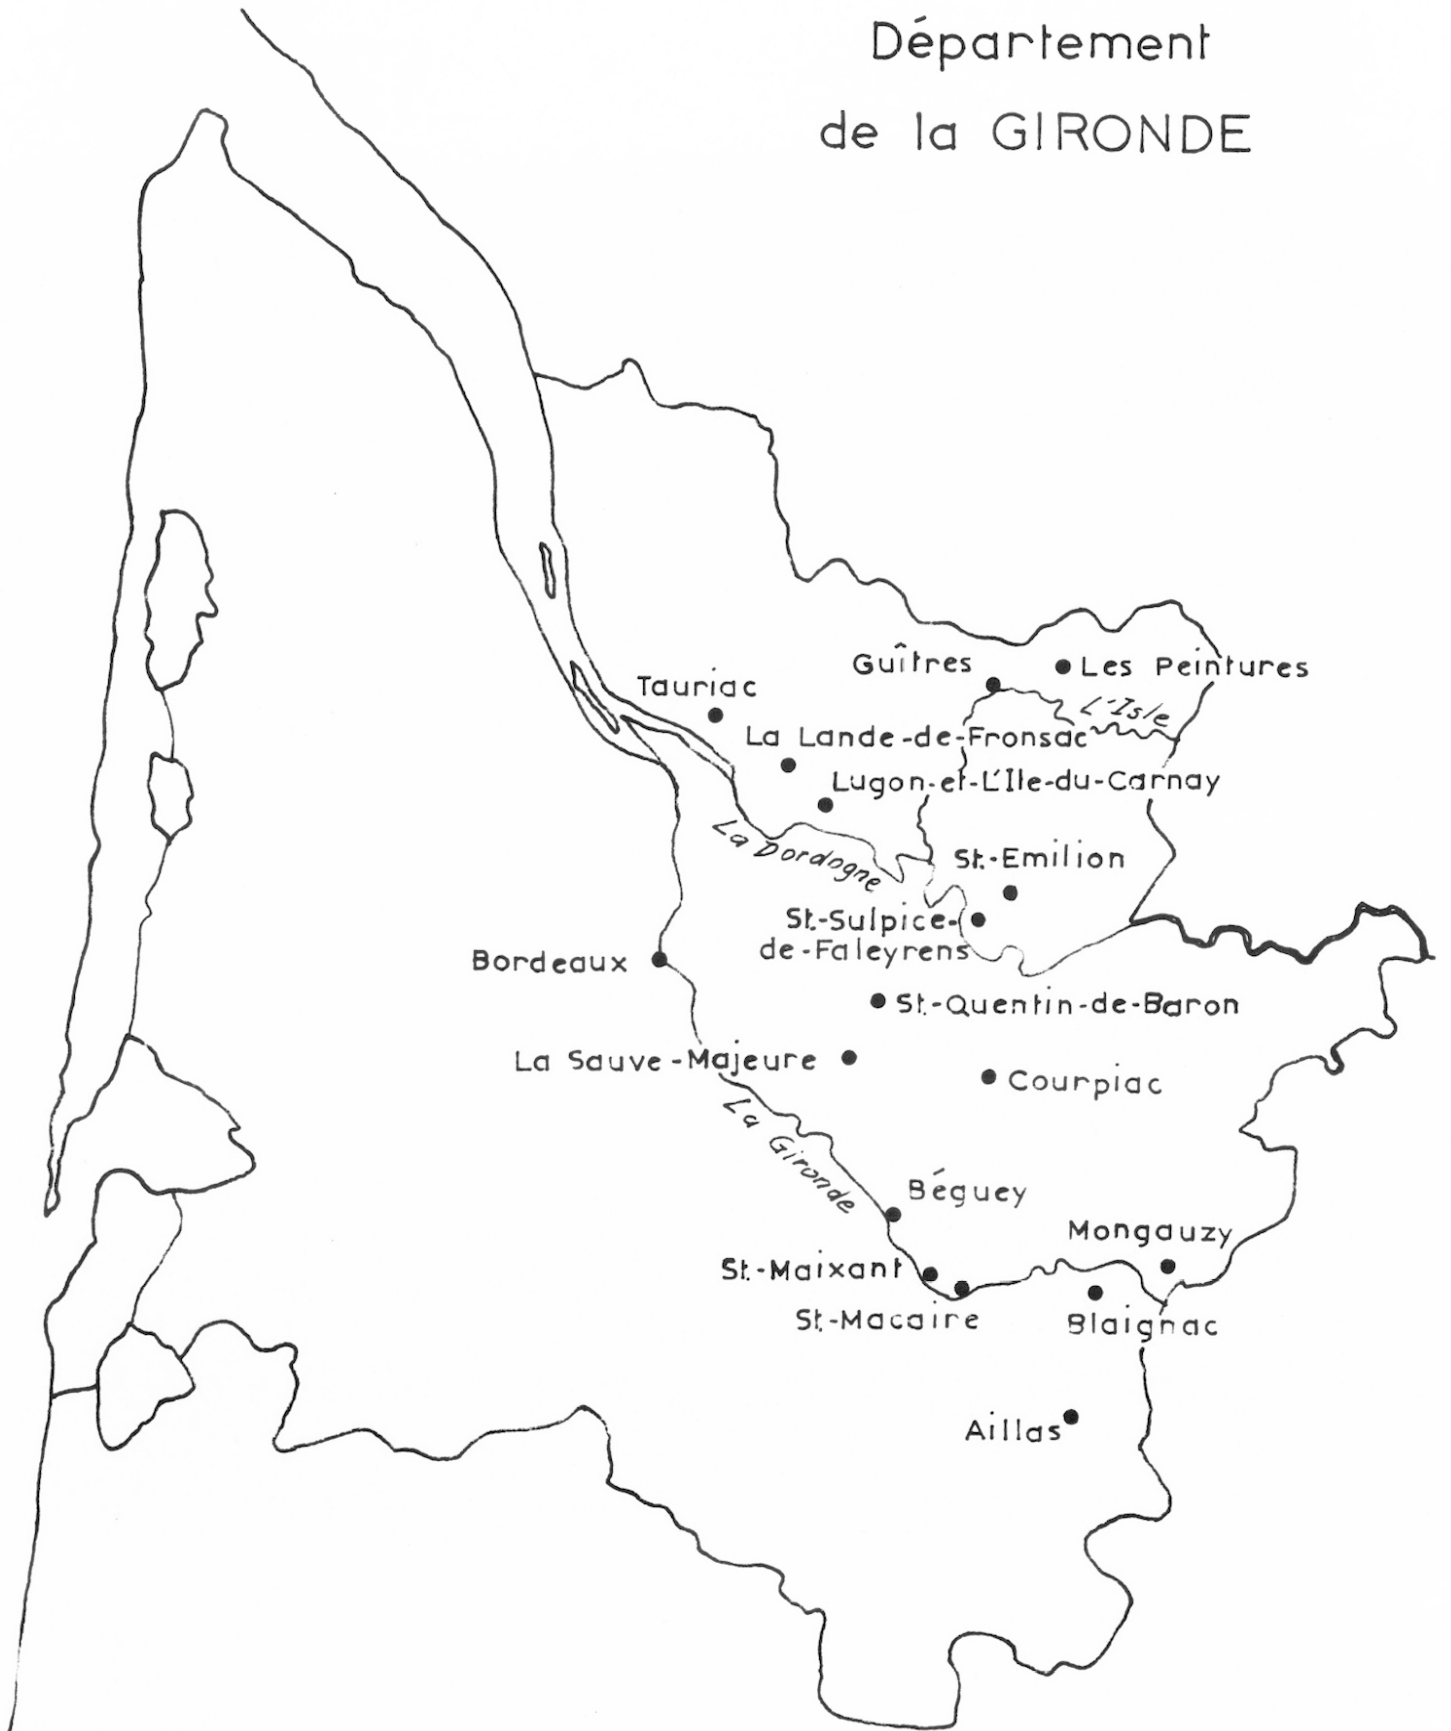 Département
de la GIRONDE
Guîtres
Les Peintures
Tauriac
L'Isle
La Lande-de-Fronsac
Lugon-et-L'Ile-du-Carnay
La Dordogne
St.-Emilion
St.-Sulpice-
de-Faleyrens
Bordeaux
St.-Quentin-de-Baron
La Sauve-Majeure
Courpiac
La Gironde
Béguey
Mongauzy
St.-Maixant
St.-Macaire
Blaignac
Aillas